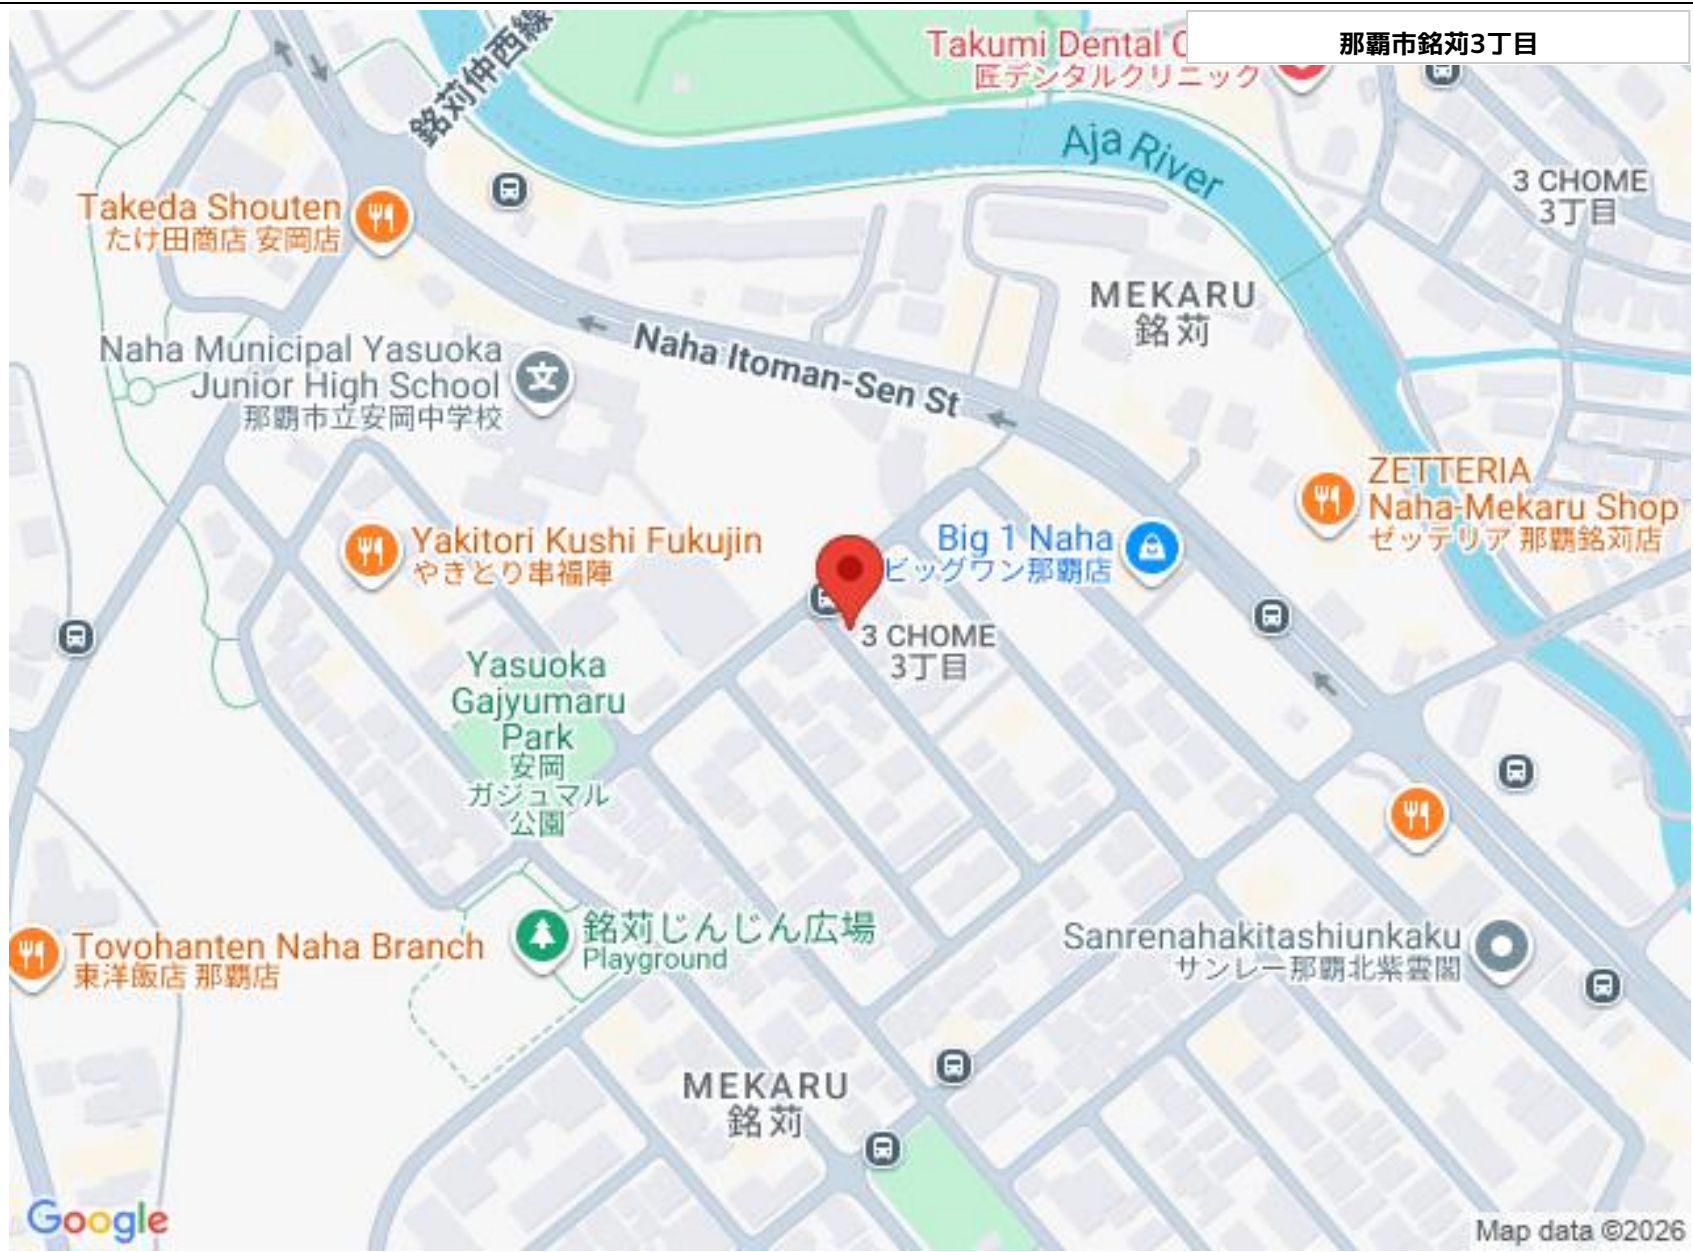 那覇市銘苅3丁目
銘苅仲西線
Takumi Dental C
匠デンタルクリニック
Aja River
3 CHOME
3丁目
Takeda Shouten
たけ田商店 安岡店
MEKARU
銘苅
Naha Itoman-Sen St
Naha Municipal Yasuoka
Junior High School
那覇市立安岡中学校
ZETTERIA
Naha-Mekaru Shop
ゼッテリア 那覇銘苅店
Yakitori Kushi Fukujin
やきとり串福陣
Big 1 Naha
ビッグワン那覇店
3 CHOME
3丁目
Yasuoka
Gajyumaru
Park
安岡
ガジュマル
公園
銘苅じんじん広場
Playground
Tovohanten Naha Branch
東洋飯店 那覇店
Sanrenahakitashiunkaku
サンレー那覇北紫雲閣
MEKARU
銘苅
Google
Map data ©2026